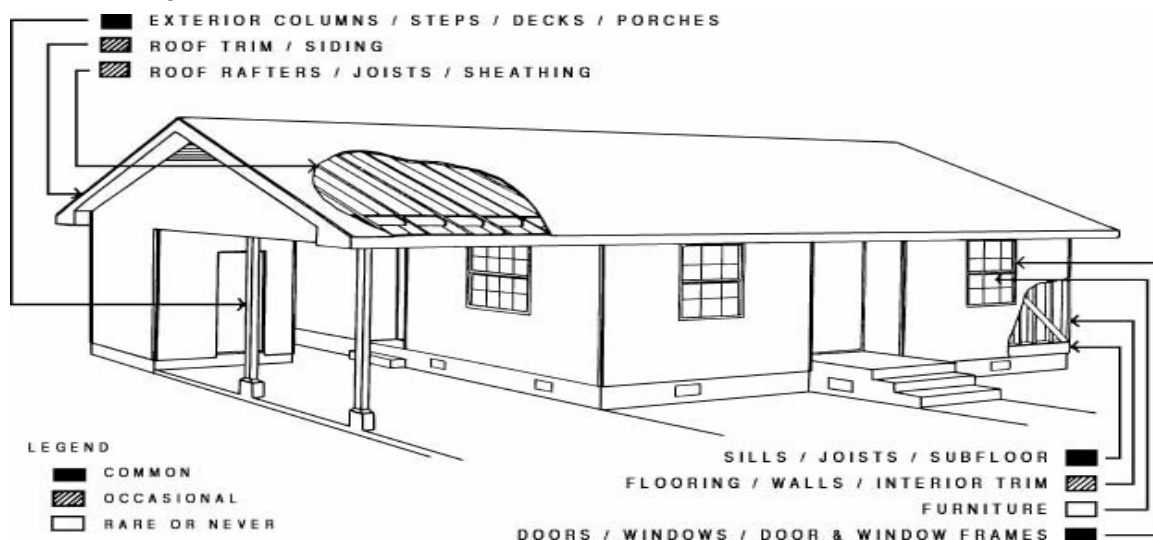 EXTERIOR COLUMNS / STEPS / DECKS / PORCHES
ROOF TRIM / SIDING
ROOF RAFTERS / JOISTS / SHEATHING
LEGEND
COMMON
OCCASIONAL
RARE OR NEVER
SILLS / JOISTS / SUBFLOOR
FLOORING / WALLS / INTERIOR TRIM
FURNITURE
DOORS / WINDOWS / DOOR & WINDOW FRAMES